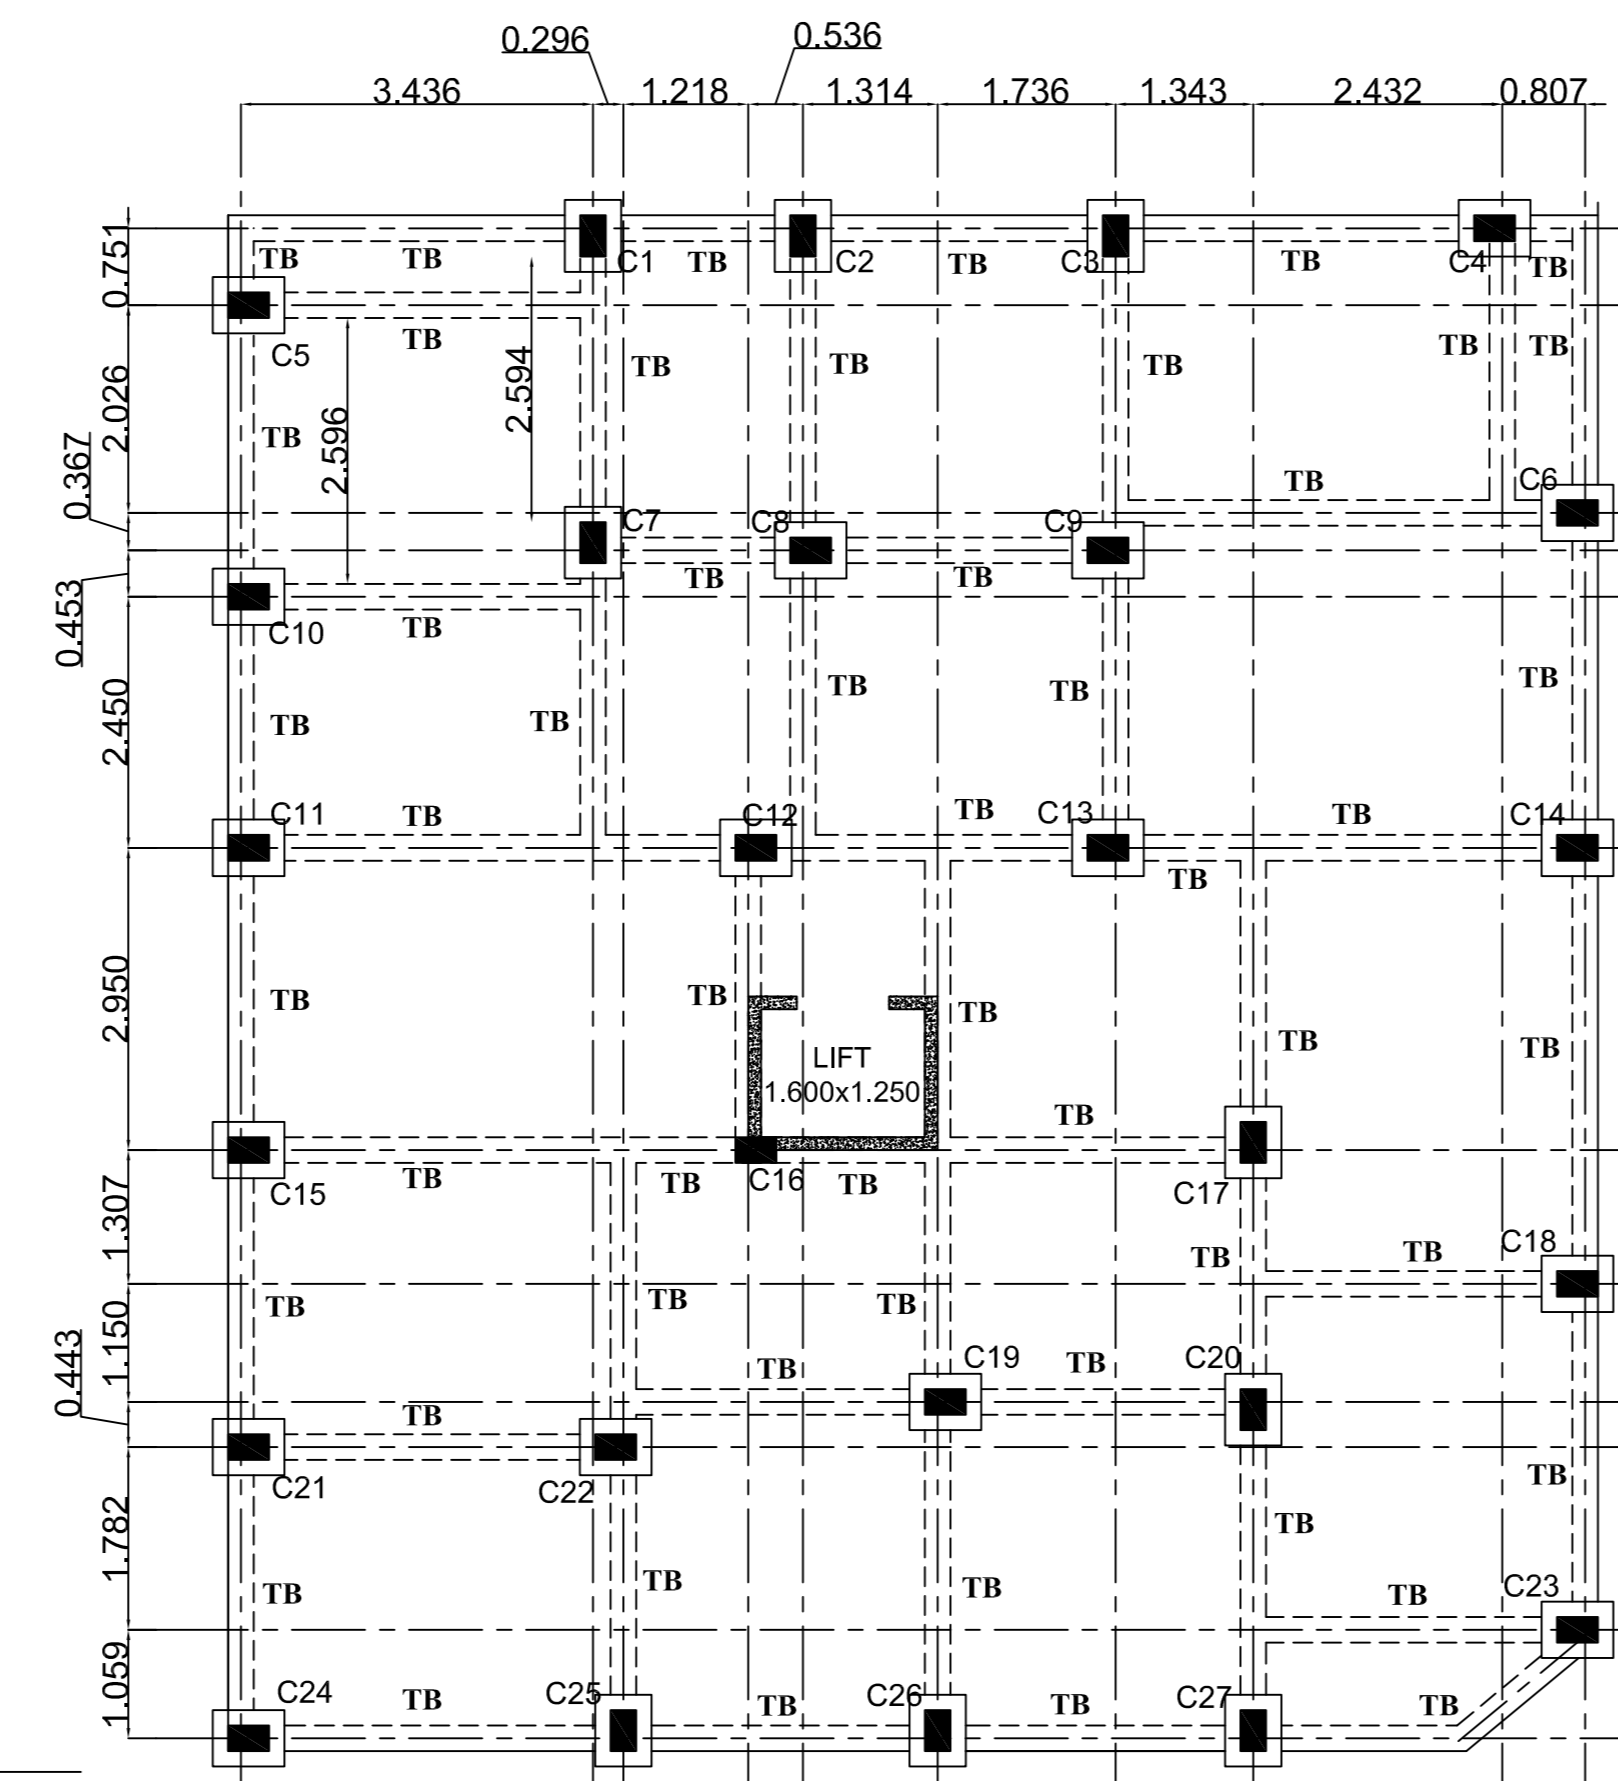 0.296
0.536
3.436
1.218
1.314
1.736
1.343
2.432
0.807
0.751
2.026
0.367
0.453
2.450
2.950
1.307
1.150
0.443
1.782
1.059
TB
TB
C1
TB
C2
TB
C3
TB
C4
TB
C5
TB
TB
TB
TB
TB
TB
2.594
2.596
TB
TB
C6
C7
C8
C9
TB
TB
C10
TB
TB
TB
TB
TB
TB
C11
TB
C12
TB
C13
TB
C14
TB
TB
TB
TB
TB
TB
LIFT
1.600x1.250
TB
C15
TB
TB
C16
TB
C17
C18
TB
TB
TB
TB
TB
TB
C19
TB
C20
TB
C21
C22
TB
TB
TB
TB
TB
TB
C23
C24
TB
C25
TB
C26
TB
C27
TB